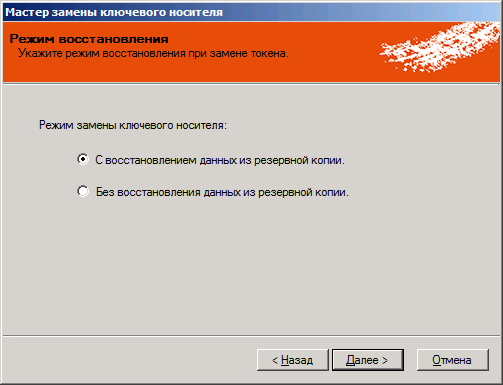 Мастер замены ключевого носителя
Режим восстановления
Укажите режим восстановления при замене токена.
Режим замены ключевого носителя:
С восстановлением данных из резервной копии.
Без восстановления данных из резервной копии.
< Назад
Далее >
Отмена